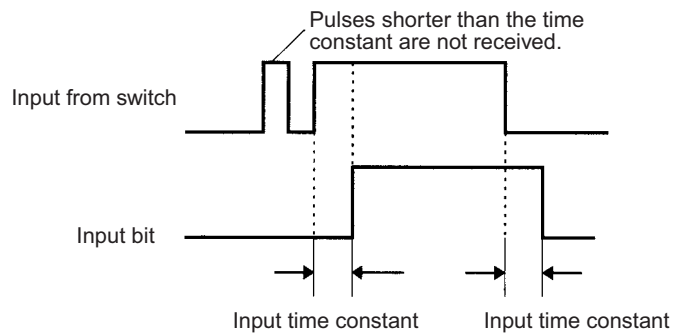 Pulses shorter than the time
constant are not received.
Input from switch
Input bit
Input time constant
Input time constant